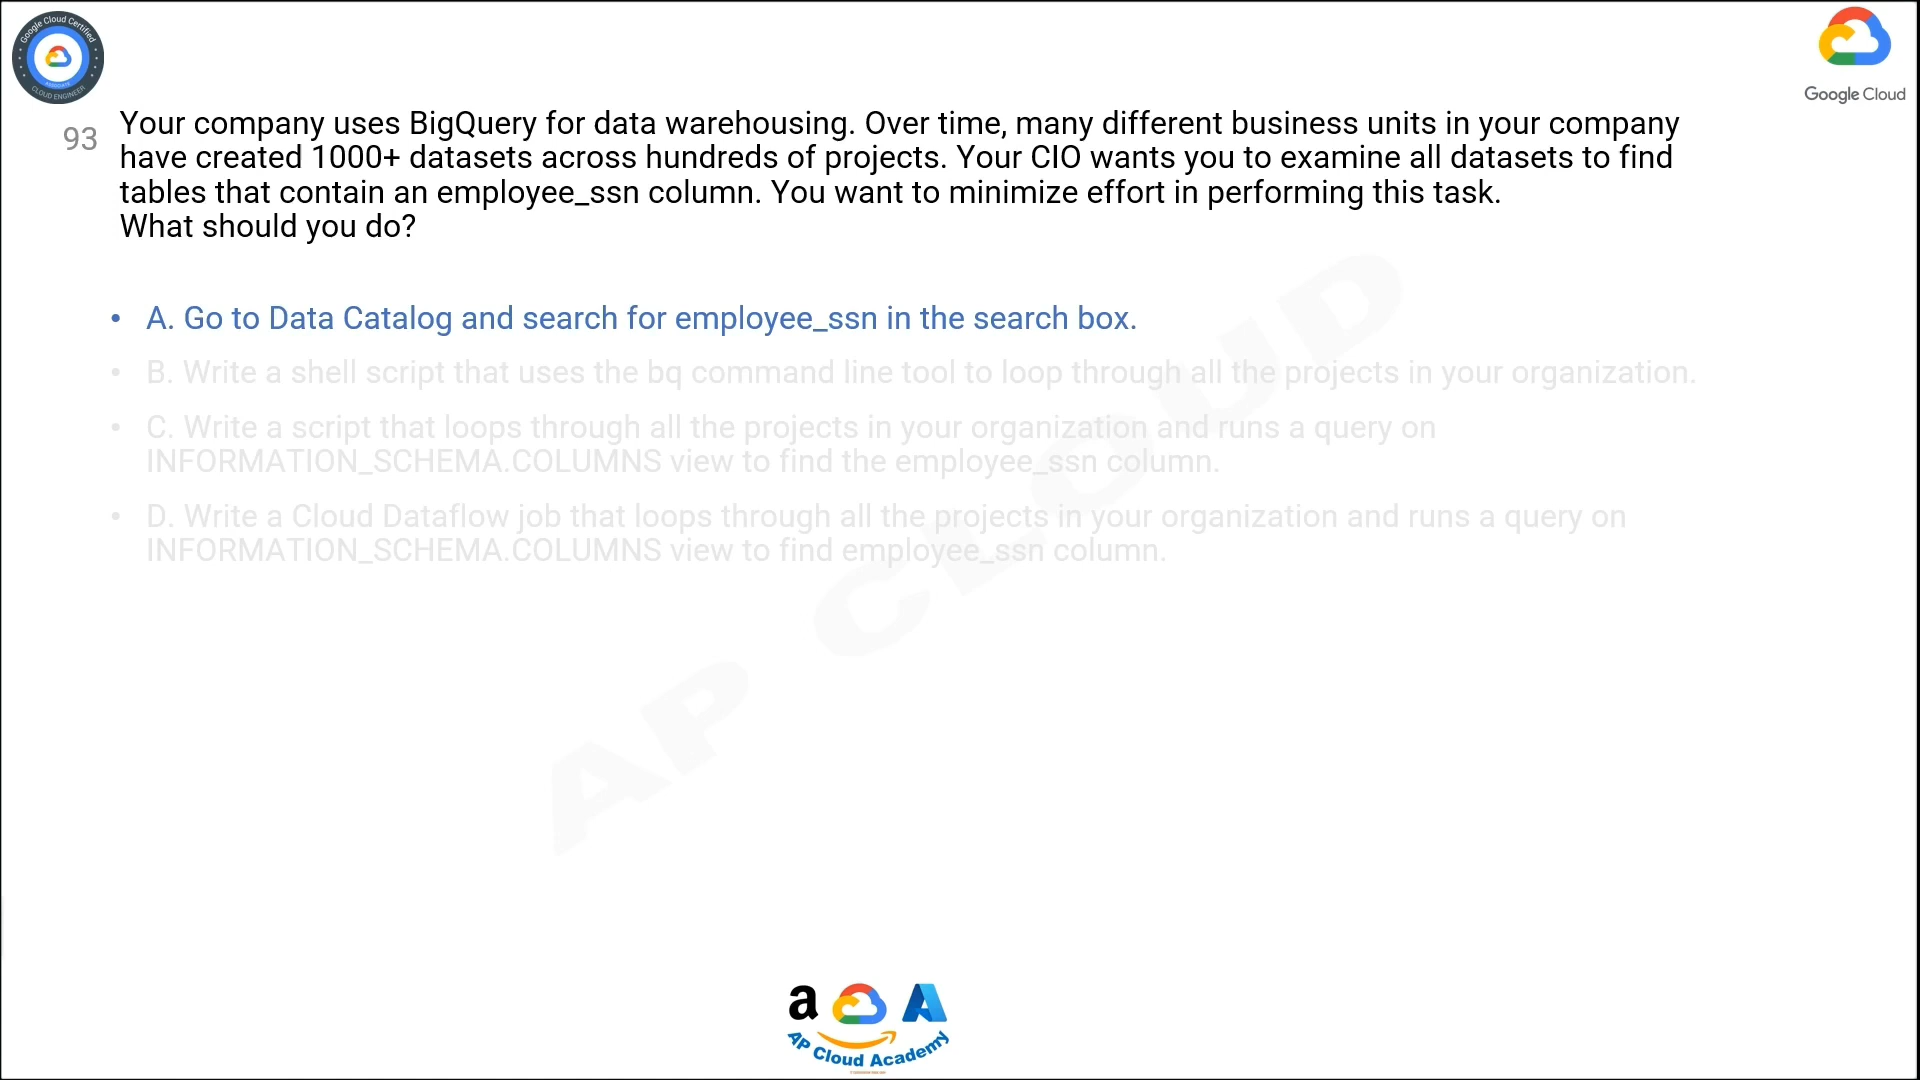 Google Cloud Certified
ASSOCIATE
CLOUD ENGINEER
Google Cloud
93
Your company uses BigQuery for data warehousing. Over time, many different business units in your company
have created 1000+ datasets across hundreds of projects. Your CIO wants you to examine all datasets to find
tables that contain an employee_ssn column. You want to minimize effort in performing this task.
What should you do?
• A. Go to Data Catalog and search for employee_ssn in the search box.
• B. Write a shell script that uses the bq command line tool to loop through all the projects in your organization.
• C. Write a script that loops through all the projects in your organization and runs a query on
INFORMATION_SCHEMA.COLUMNS view to find the employee_ssn column.
• D. Write a Cloud Dataflow job that loops through all the projects in your organization and runs a query on
INFORMATION_SCHEMA.COLUMNS view to find employee_ssn column.
AP CLOUD
a
AP Cloud Academy